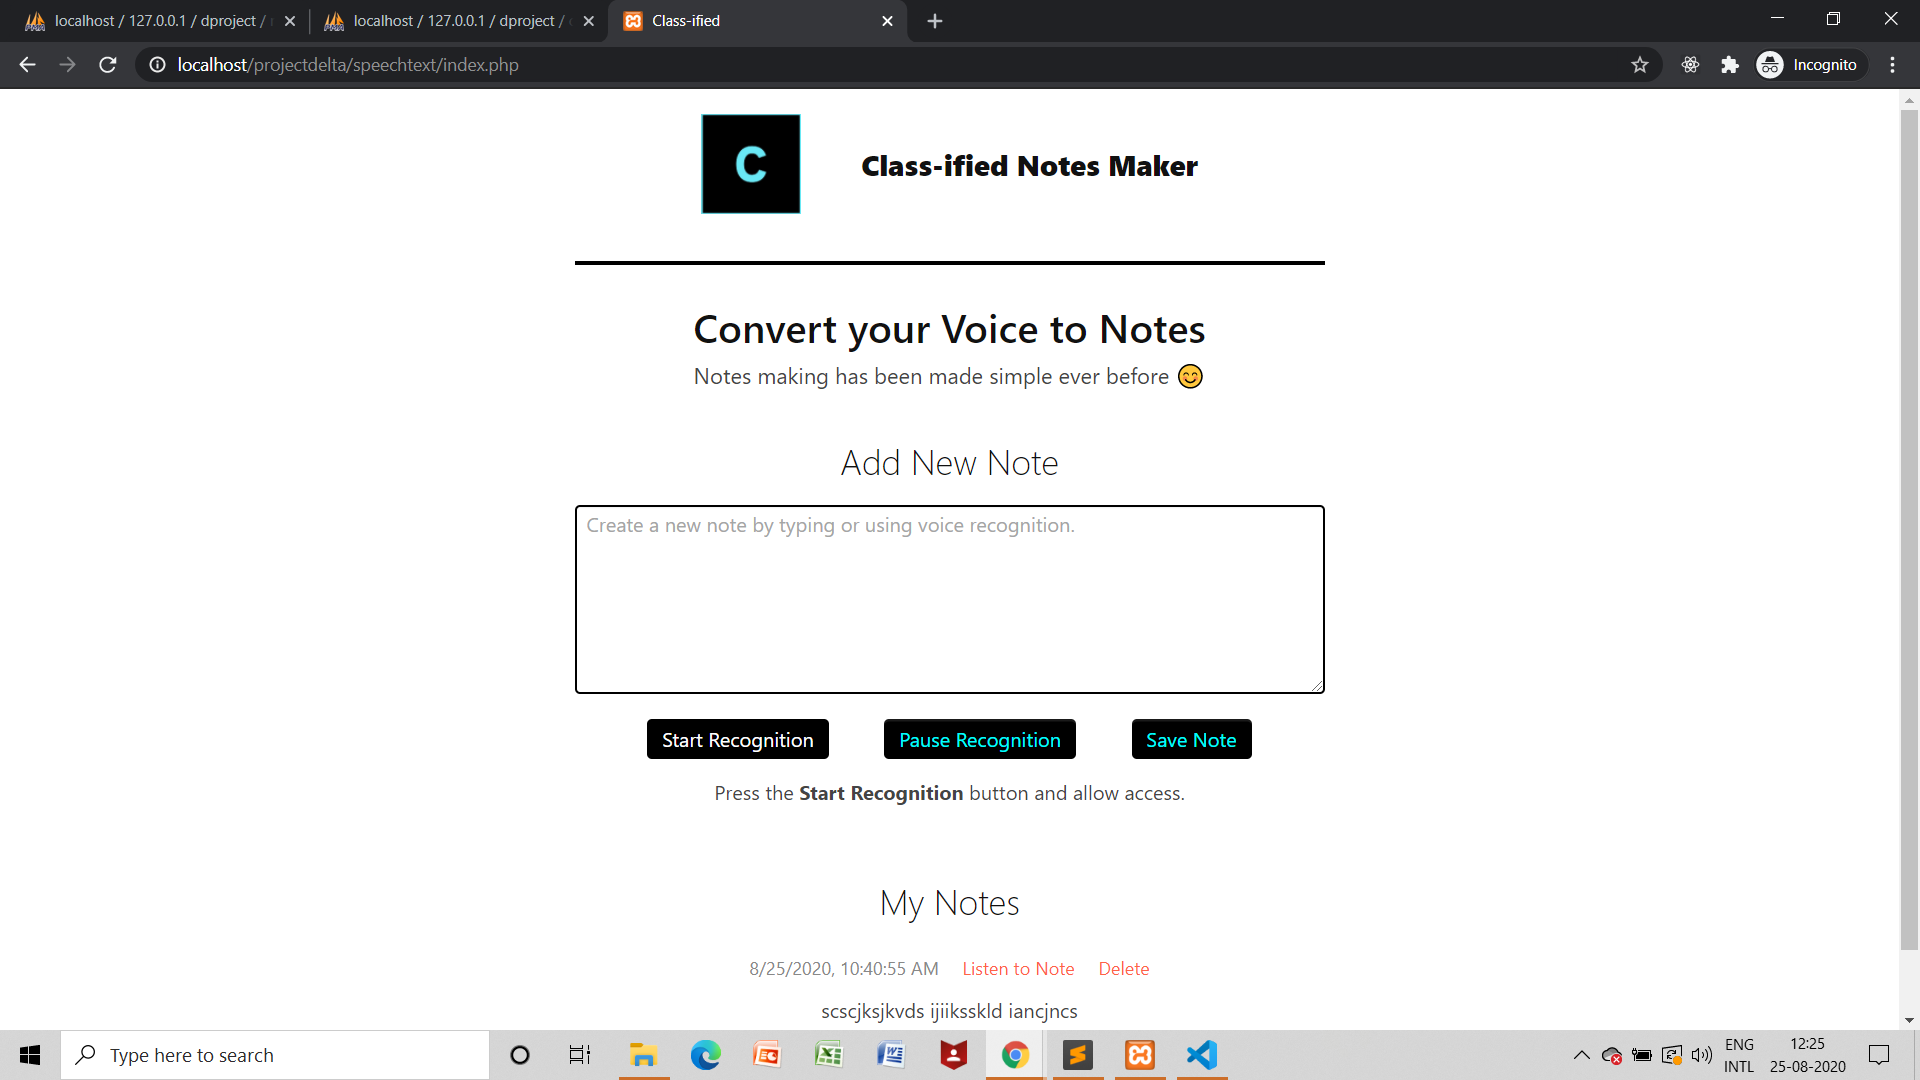 localhost / 127.0.0.1 / dproject /
localhost / 127.0.0.1 / dproject /
Class-ified
localhost/projectdelta/speechtext/index.php
Incognito
C
Class-ified Notes Maker
Convert your Voice to Notes
Notes making has been made simple ever before 😊
Add New Note
Create a new note by typing or using voice recognition.
Start Recognition
Pause Recognition
Save Note
Press the Start Recognition button and allow access.
My Notes
8/25/2020, 10:40:55 AM Listen to Note Delete
scscjksjkvds ijiiksskld iancjncs
Type here to search
ENG
INTL
12:25
25-08-2020